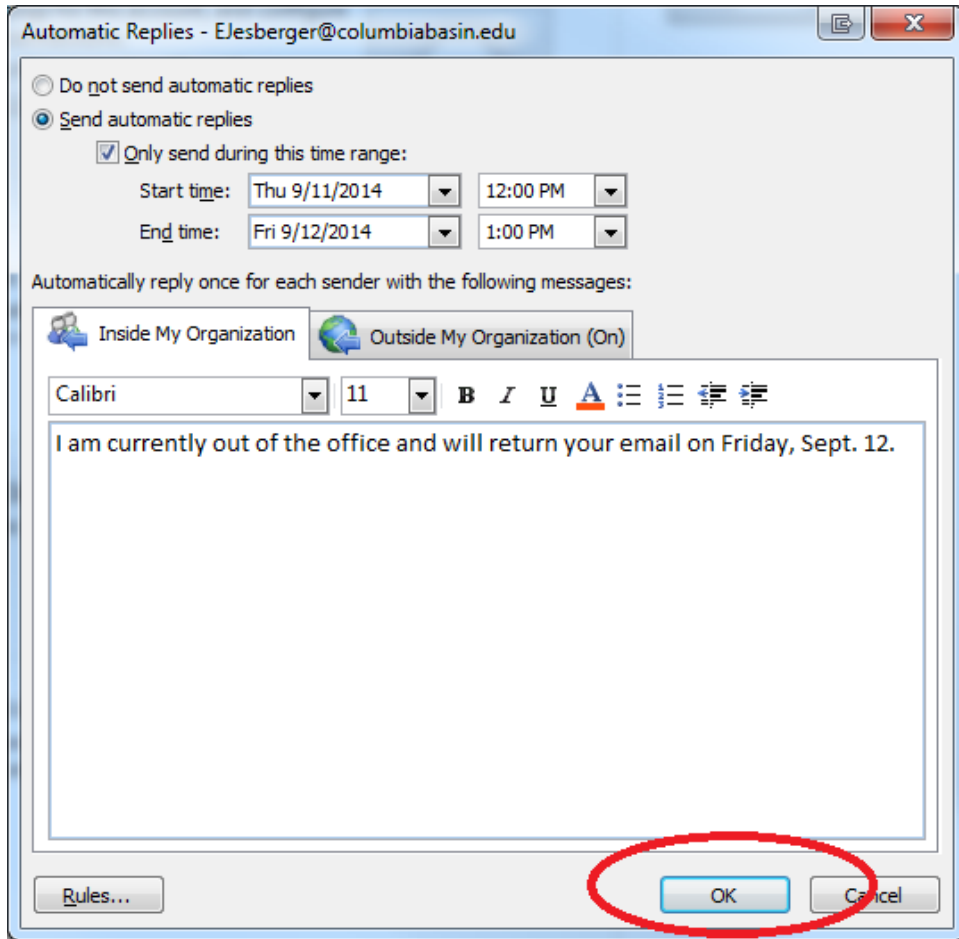 Automatic Replies - EJesberger@columbiabasin.edu
Do not send automatic replies
Send automatic replies
Only send during this time range:
Start time: Thu 9/11/2014 12:00 PM
End time: Fri 9/12/2014 1:00 PM
Automatically reply once for each sender with the following messages:
Inside My Organization Outside My Organization (On)
Calibri 11 B I U A
I am currently out of the office and will return your email on Friday, Sept. 12.
Rules... OK Cancel